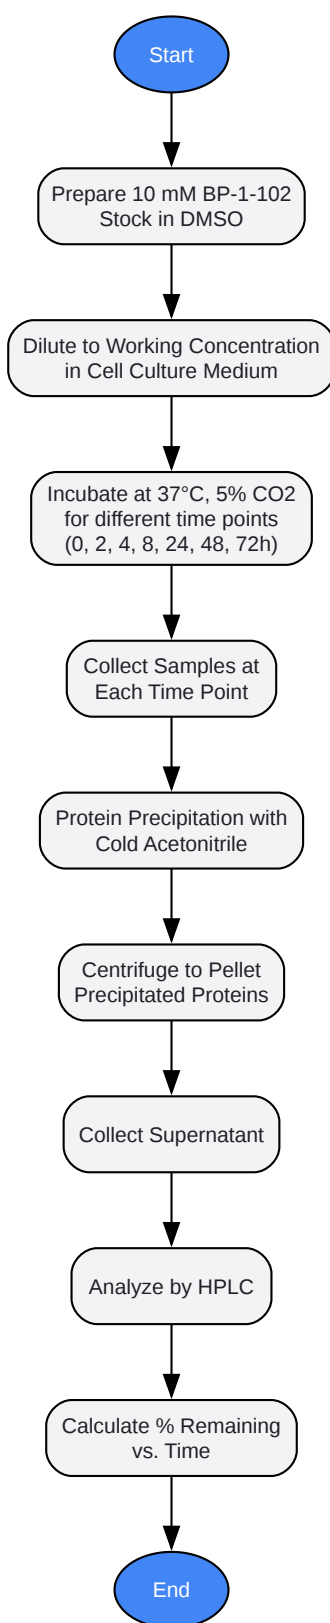 Start
Prepare 10 mM BP-1-102
Stock in DMSO
Dilute to Working Concentration
in Cell Culture Medium
Incubate at 37°C, 5% CO2
for different time points
(0, 2, 4, 8, 24, 48, 72h)
Collect Samples at
Each Time Point
Protein Precipitation with
Cold Acetonitrile
Centrifuge to Pellet
Precipitated Proteins
Collect Supernatant
Analyze by HPLC
Calculate % Remaining
vs. Time
End